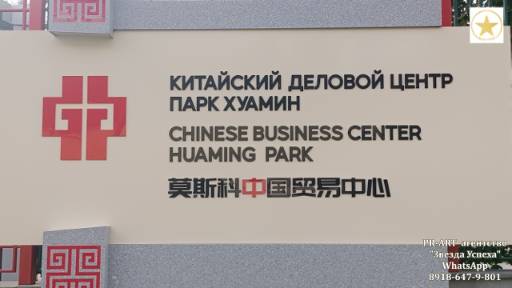 КИТАЙСКИЙ ДЕЛОВОЙ ЦЕНТР
ПАРК ХУАМИН
CHINESE BUSINESS CENTER
HUAMING PARK
莫斯科中国贸易中心
PR-ART- агентство
"Звезда Успеха"
WhatsApp
8918-647-9-801